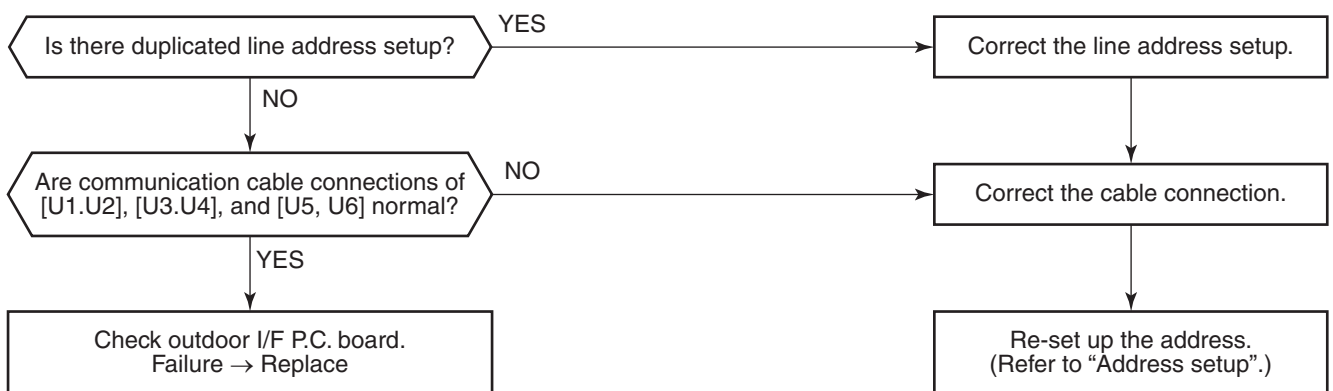 Is there duplicated line address setup?
YES
Correct the line address setup.
NO
Are communication cable connections of
[U1.U2], [U3.U4], and [U5, U6] normal?
NO
Correct the cable connection.
YES
Check outdoor I/F P.C. board.
Failure → Replace
Re-set up the address.
(Refer to “Address setup”.)